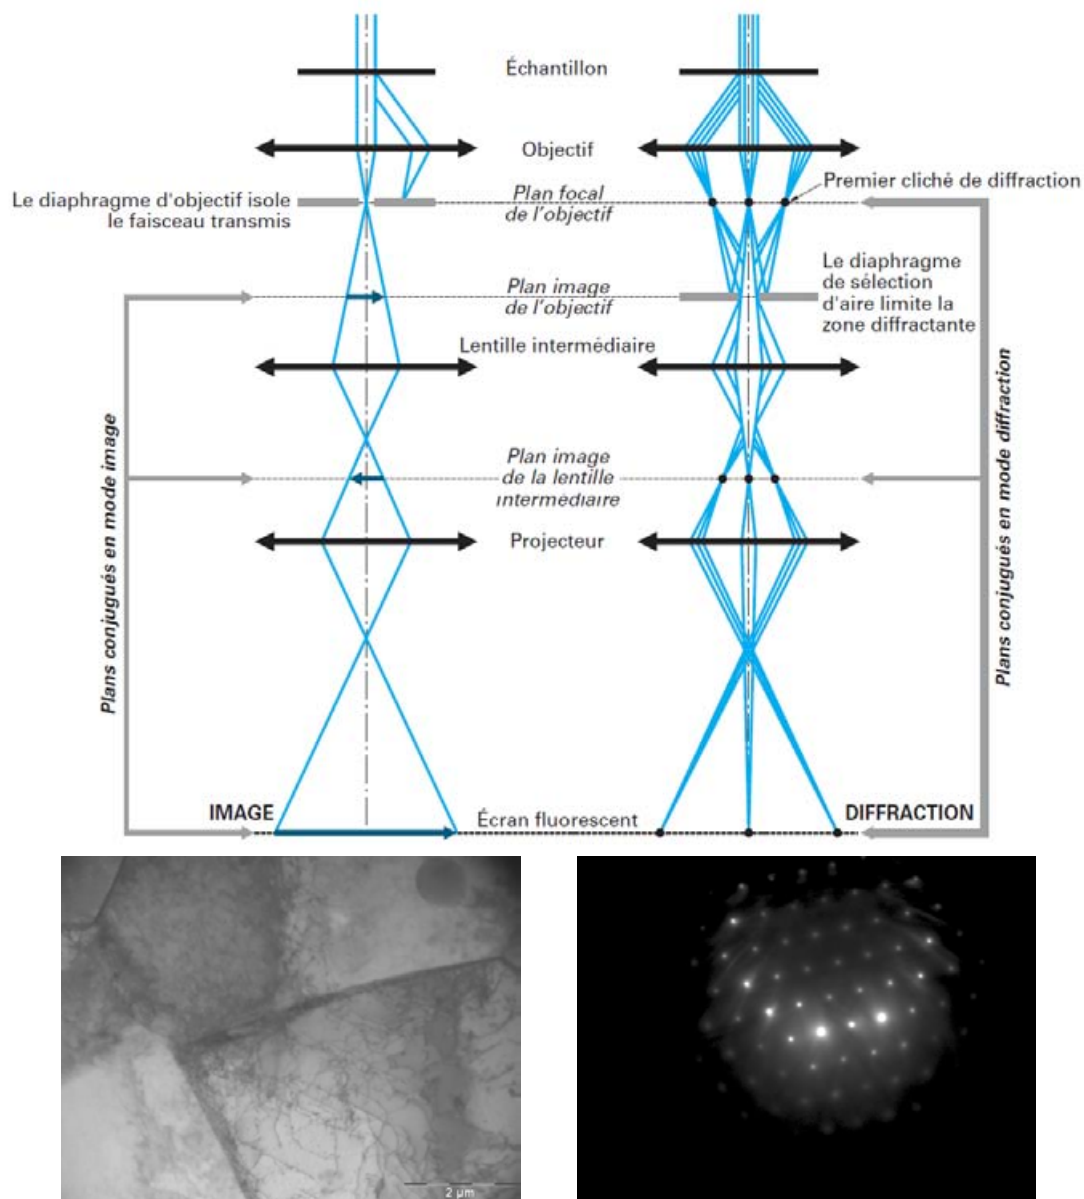 Échantillon
Objectif
Le diaphragme d'objectif isole
le faisceau transmis
Plan focal
de l'objectif
Premier cliché de diffraction
Plan image
de l'objectif
Le diaphragme
de sélection
d'aire limite la
zone diffractante
Lentille intermédiaire
Plans conjugués en mode image
Plan image
de la lentille
intermédiaire
Plans conjugués en mode diffraction
Projecteur
IMAGE
Écran fluorescent
DIFFRACTION
2 µm